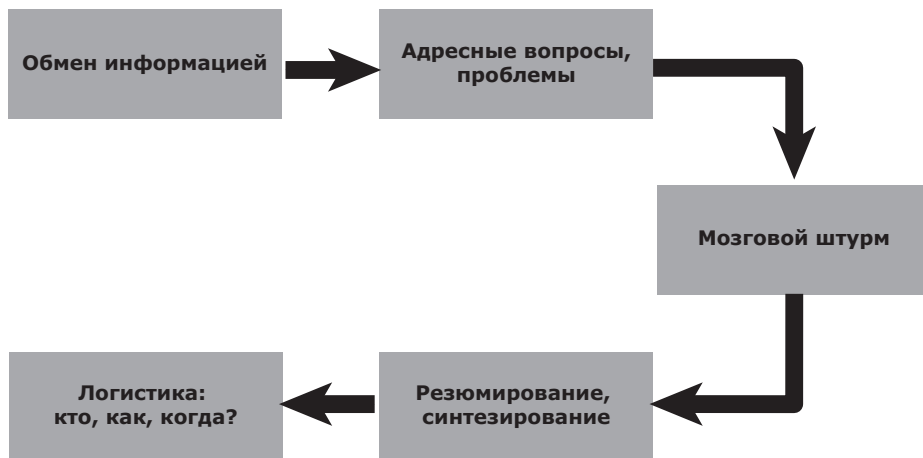 Обмен информацией
Адресные вопросы,
проблемы
Мозговой штурм
Резюмирование,
синтезирование
Логистика:
кто, как, когда?